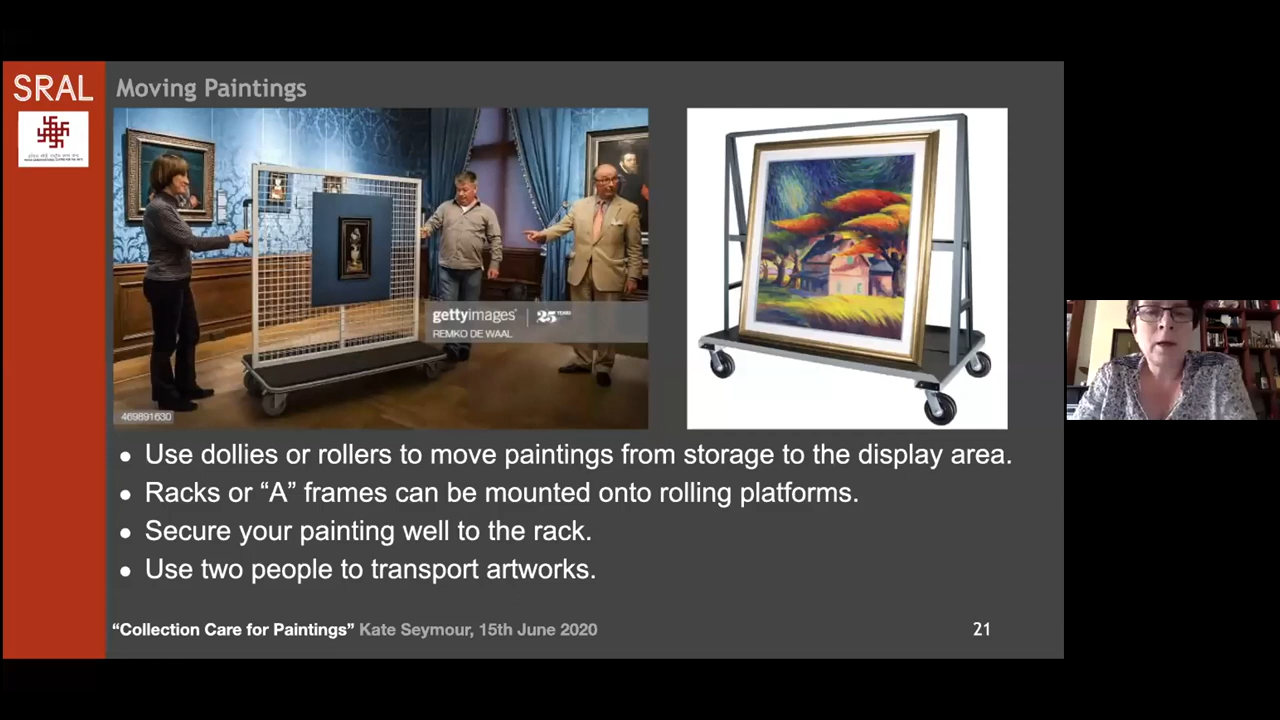 SRAL
Moving Paintings
gettyimages®
REMKO DE WAAL
469891630
• Use dollies or rollers to move paintings from storage to the display area.
• Racks or “A” frames can be mounted onto rolling platforms.
• Secure your painting well to the rack.
• Use two people to transport artworks.
“Collection Care for Paintings” Kate Seymour, 15th June 2020
21